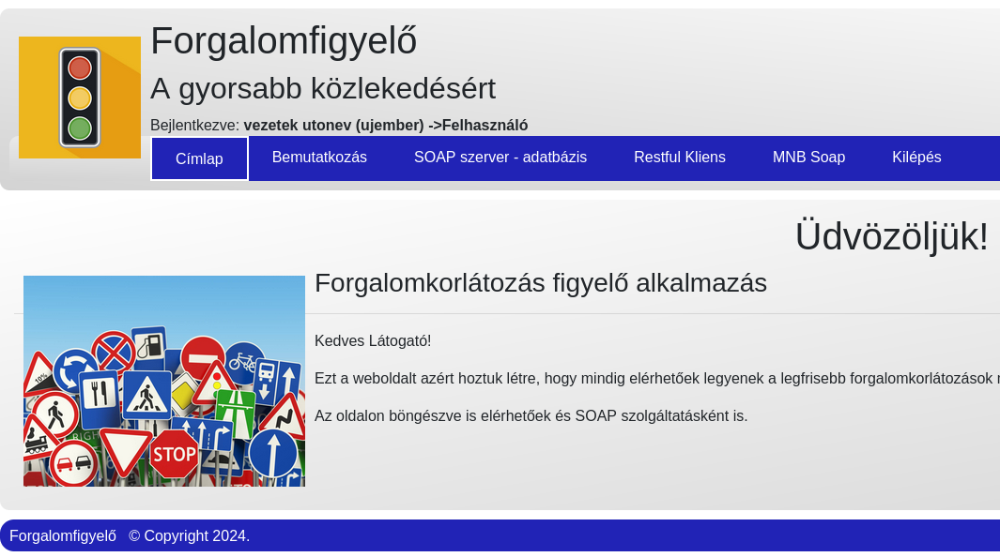 Forgalomfigyelő
A gyorsabb közlekedésért
Bejelentkezve: vezetek utonev (ujember) ->Felhasználó
Címlap Bemutatkozás SOAP szerver - adatbázis Restful Kliens MNB Soap Kilépés
Üdvözöljük!
Forgalomkorlátozás figyelő alkalmazás
Kedves Látogató!
Ezt a weboldalt azért hoztuk létre, hogy mindig elérhetőek legyenek a legfrisebb forgalomkorlátozások
Az oldalon böngészve is elérhetőek és SOAP szolgáltatásként is.
10%
STOP
Forgalomfigyelő © Copyright 2024.